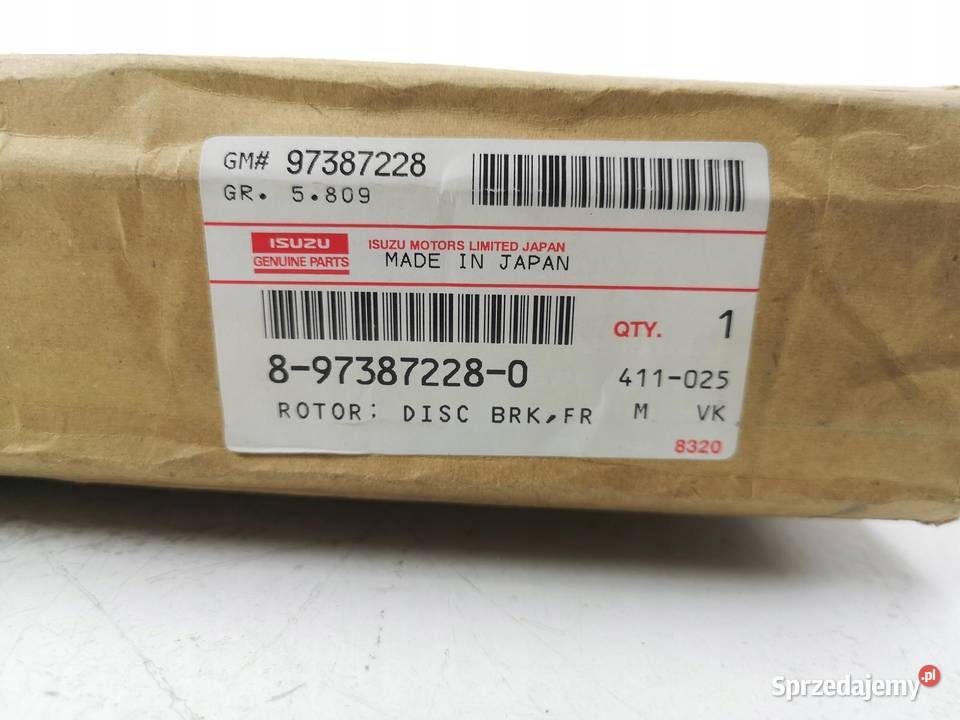 GM# 97387228
GR. 5.809
ISUZU
GENUINE PARTS
ISUZU MOTORS LIMITED JAPAN
MADE IN JAPAN
QTY. 1
8-97387228-0
411-025
ROTOR; DISC BRK,FR
M VK
8320
Sprzedajemy.pl